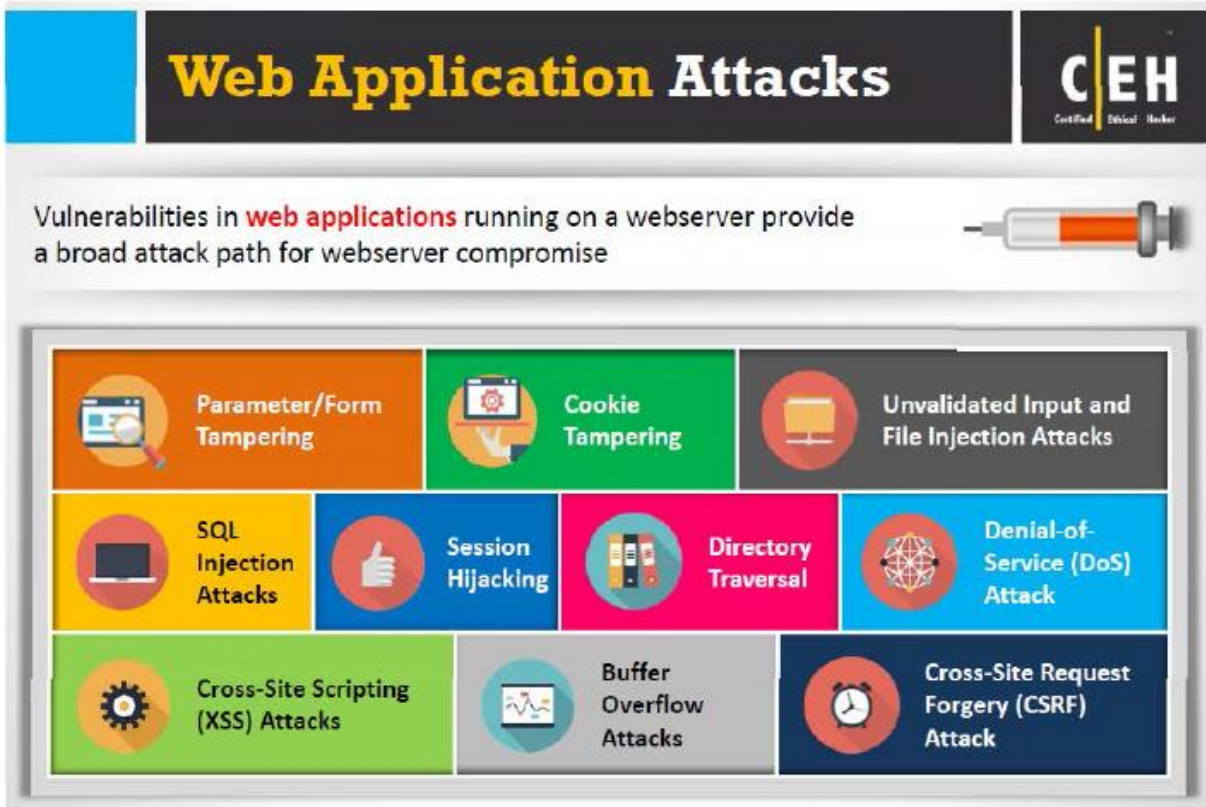 Web Application Attacks
C|EH
Certified Ethical Hacker
Vulnerabilities in web applications running on a webserver provide
a broad attack path for webserver compromise
Parameter/Form
Tampering
Cookie
Tampering
Unvalidated Input and
File Injection Attacks
SQL
Injection
Attacks
Session
Hijacking
Directory
Traversal
Denial-of-
Service (DoS)
Attack
Cross-Site Scripting
(XSS) Attacks
Buffer
Overflow
Attacks
Cross-Site Request
Forgery (CSRF)
Attack